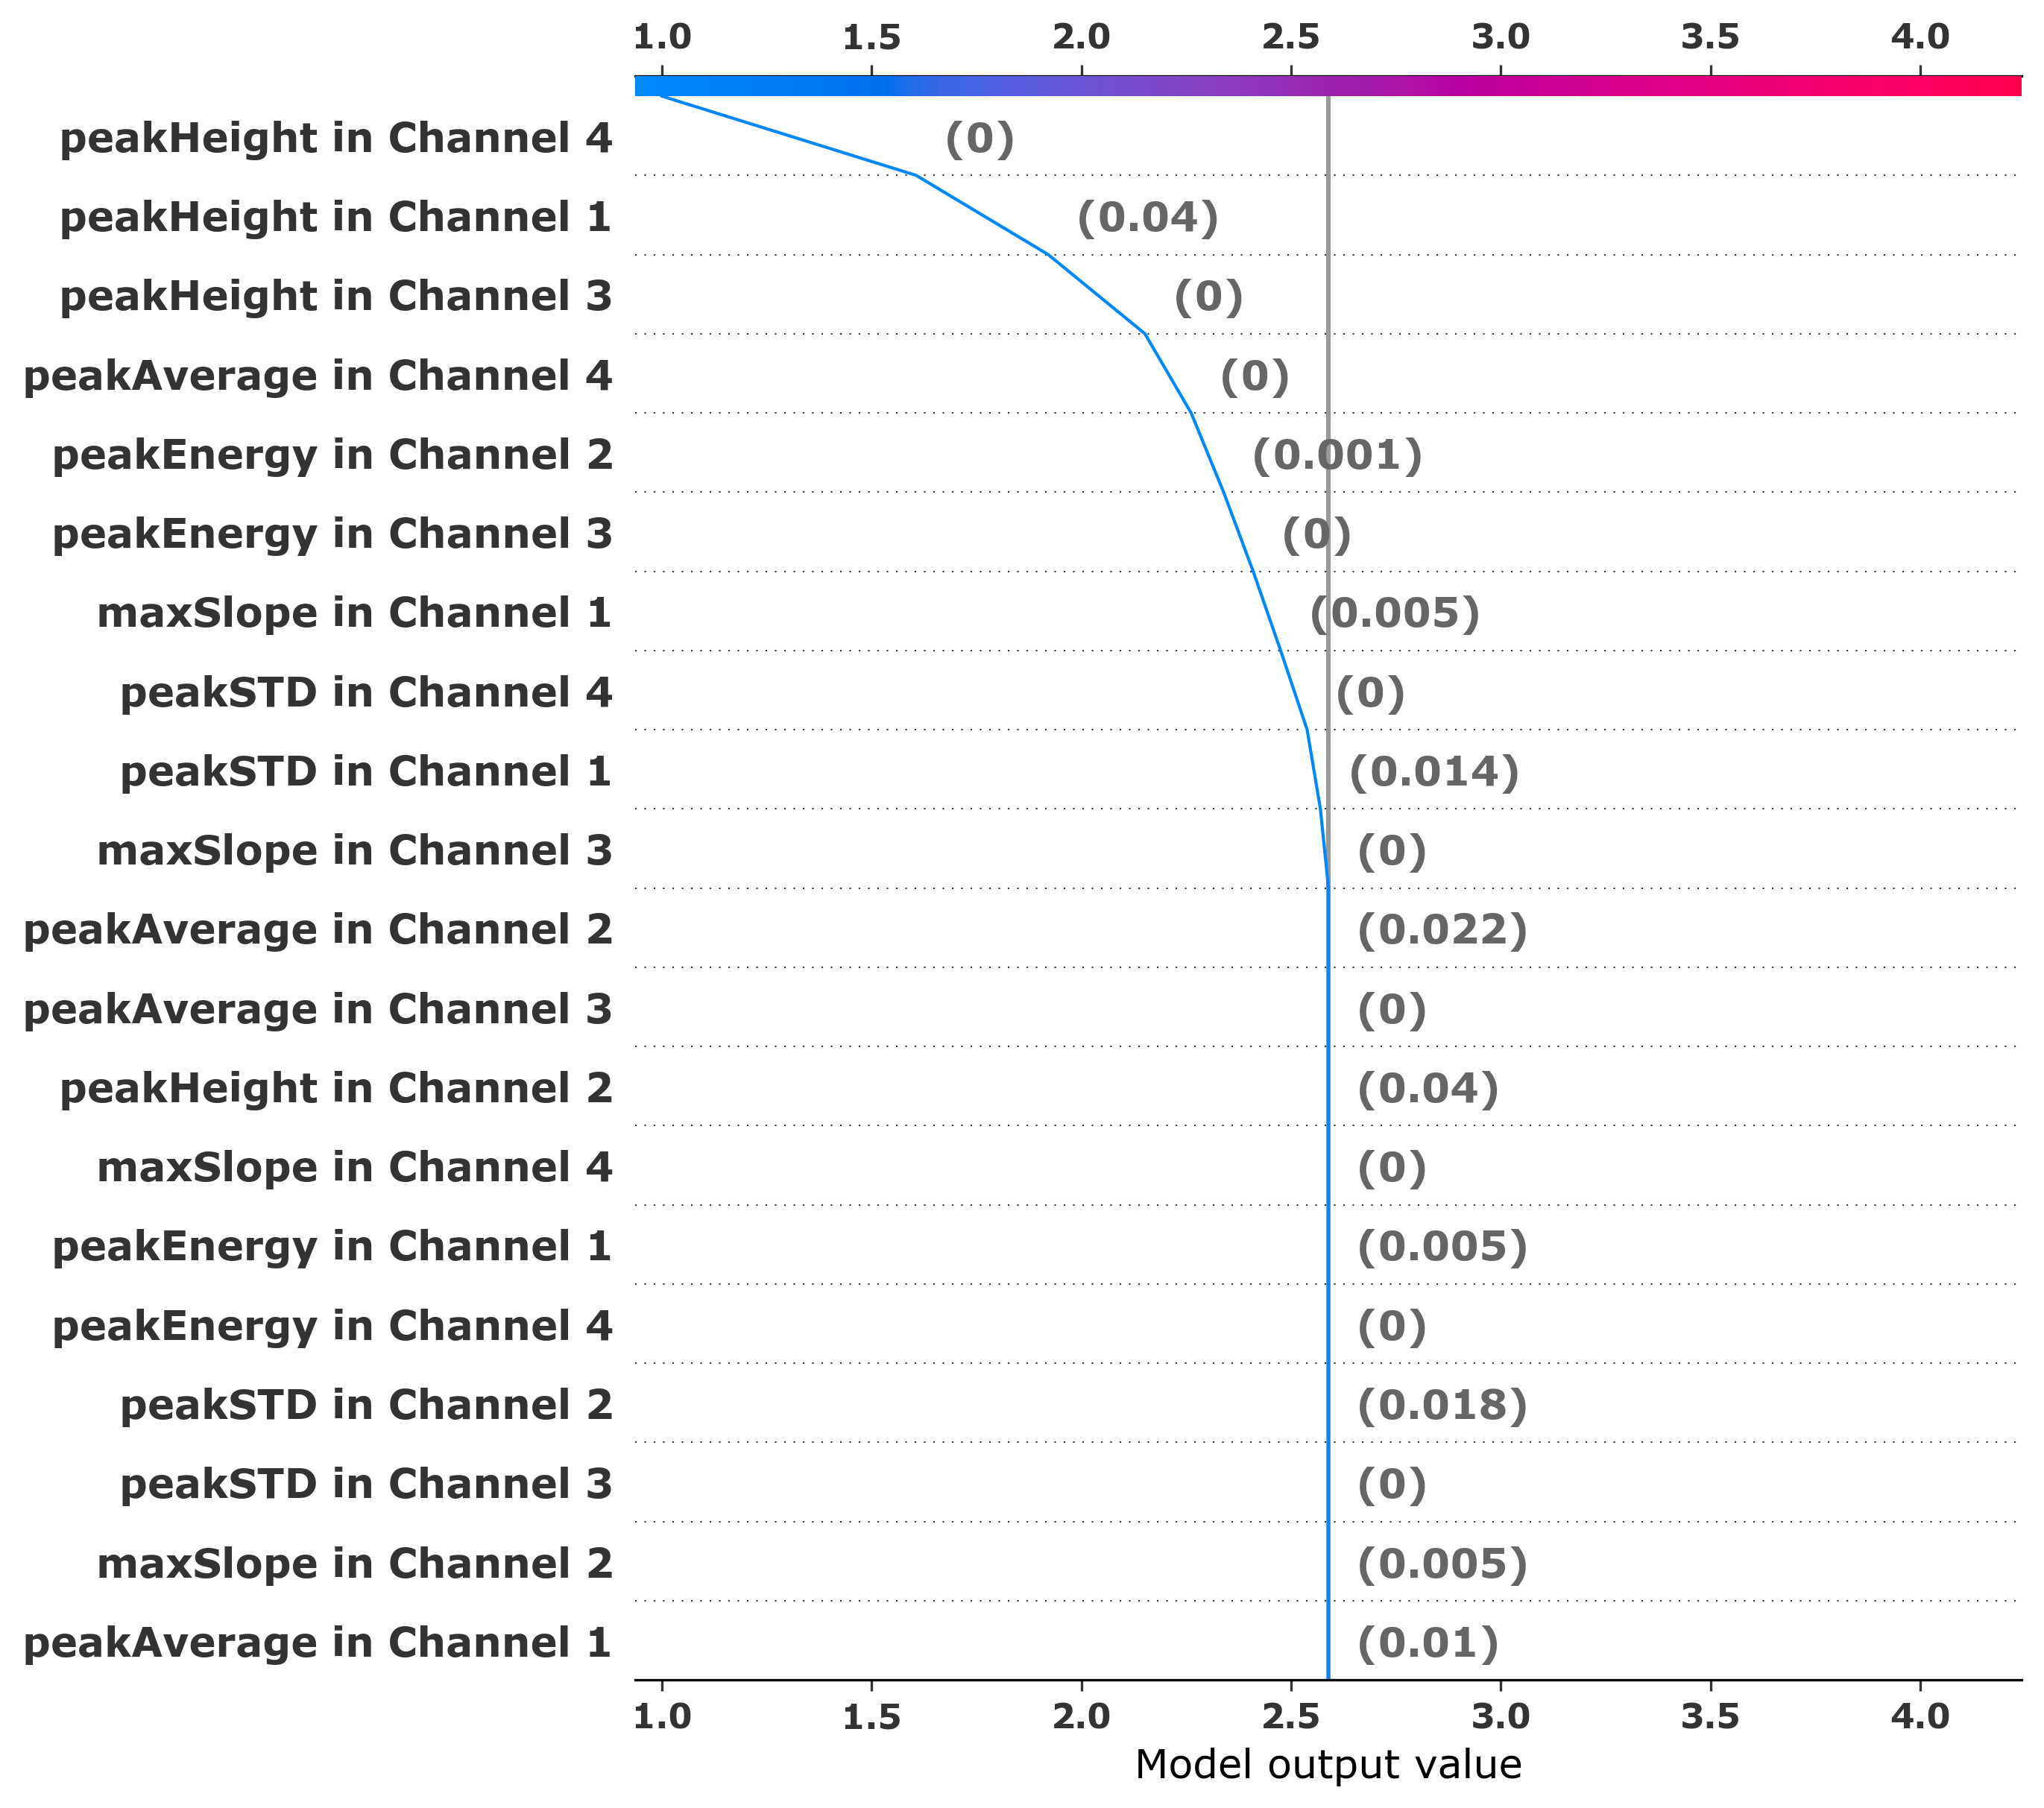 1.0 1.5 2.0 2.5 3.0 3.5 4.0
peakHeight in Channel 4 (0)
peakHeight in Channel 1 (0.04)
peakHeight in Channel 3 (0)
peakAverage in Channel 4 (0)
peakEnergy in Channel 2 (0.001)
peakEnergy in Channel 3 (0)
maxSlope in Channel 1 (0.005)
peakSTD in Channel 4 (0)
peakSTD in Channel 1 (0.014)
maxSlope in Channel 3 (0)
peakAverage in Channel 2 (0.022)
peakAverage in Channel 3 (0)
peakHeight in Channel 2 (0.04)
maxSlope in Channel 4 (0)
peakEnergy in Channel 1 (0.005)
peakEnergy in Channel 4 (0)
peakSTD in Channel 2 (0.018)
peakSTD in Channel 3 (0)
maxSlope in Channel 2 (0.005)
peakAverage in Channel 1 (0.01)
1.0 1.5 2.0 2.5 3.0 3.5 4.0
Model output value